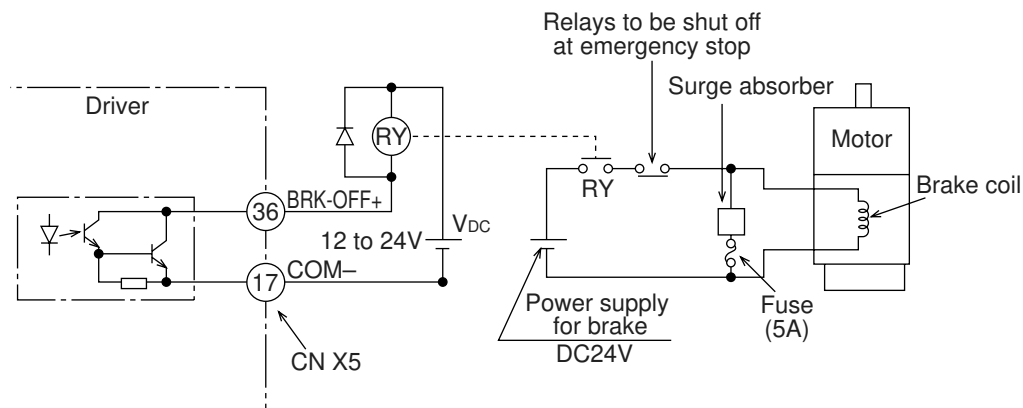 Relays to be shut off
at emergency stop
Surge absorber
Driver
RY
Motor
RY
Brake coil
36
BRK-OFF+
VDC
12 to 24V
17
COM–
Power supply
for brake
DC24V
Fuse
(5A)
CN X5